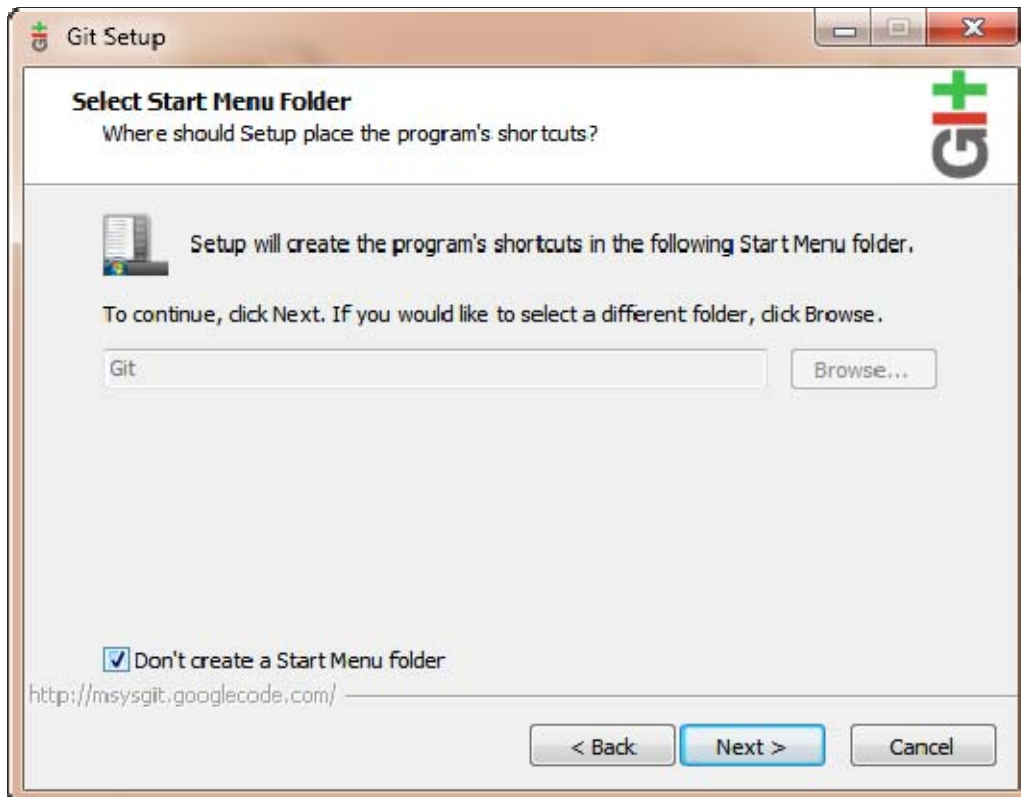 Git Setup
Select Start Menu Folder
Where should Setup place the program's shortcuts?
Git
Setup will create the program's shortcuts in the following Start Menu folder.
To continue, click Next. If you would like to select a different folder, click Browse.
Git
Browse...
Don't create a Start Menu folder
http://msysgit.googlecode.com/
< Back
Next >
Cancel